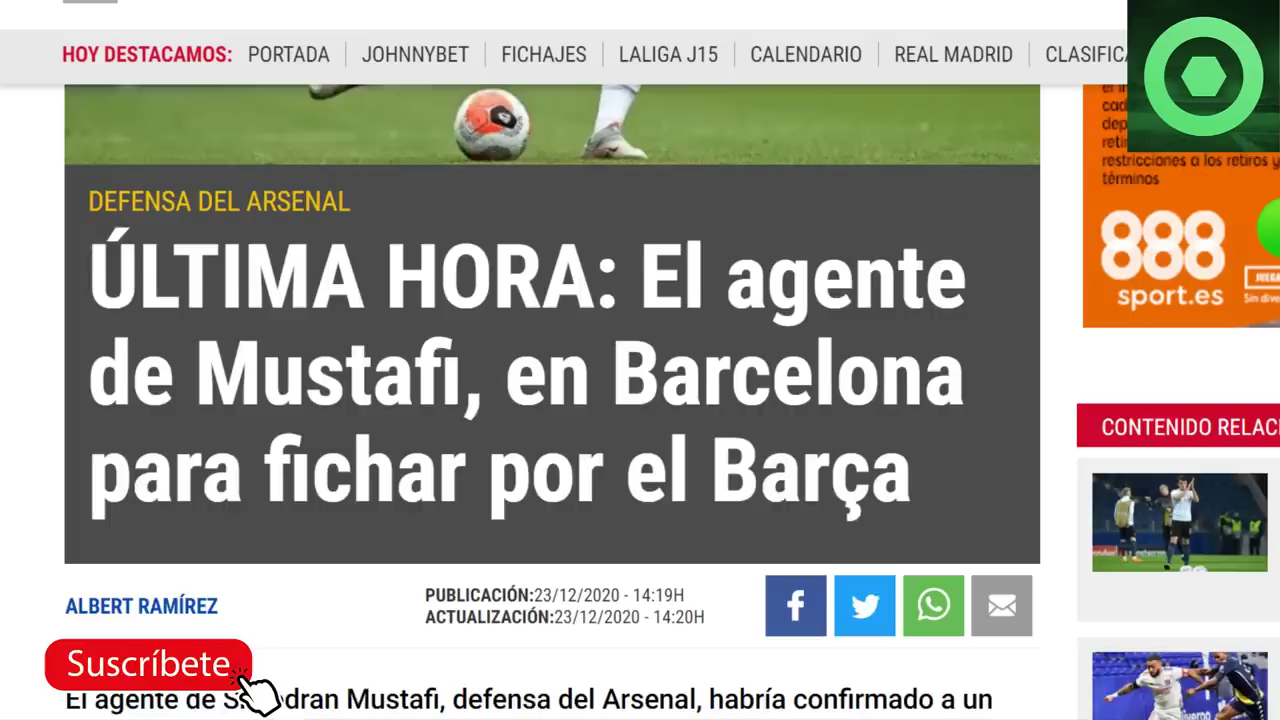 HOY DESTACAMOS: PORTADA JOHNNYBET FICHAJES LALIGA J15 CALENDARIO REAL MADRID
restricciones a los retiros y
términos
888
sport.es
DEFENSA DEL ARSENAL
ÚLTIMA HORA: El agente
de Mustafi, en Barcelona
para fichar por el Barça
CONTENIDO
ALBERT RAMÍREZ
PUBLICACIÓN:23/12/2020 - 14:19H
ACTUALIZACIÓN:23/12/2020 - 14:20H
Suscríbete
El agente de Mustafi, defensa del Arsenal, habría confirmado a un